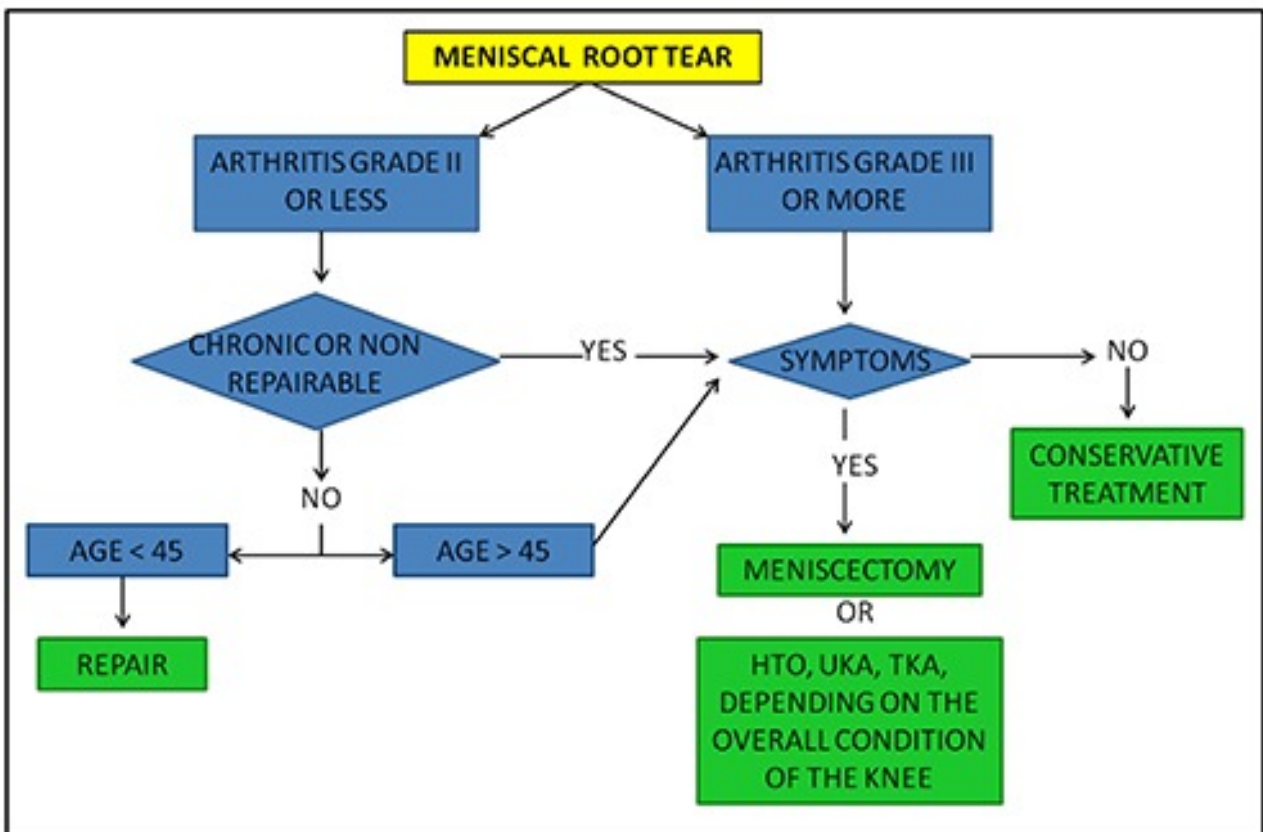 MENISCAL ROOT TEAR
ARTHRITIS GRADE II
OR LESS
ARTHRITIS GRADE III
OR MORE
CHRONIC OR NON
REPAIRABLE
YES
SYMPTOMS
NO
CONSERVATIVE
TREATMENT
YES
NO
AGE < 45
AGE > 45
REPAIR
MENISCECTOMY
OR
HTO, UKA, TKA,
DEPENDING ON THE
OVERALL CONDITION
OF THE KNEE